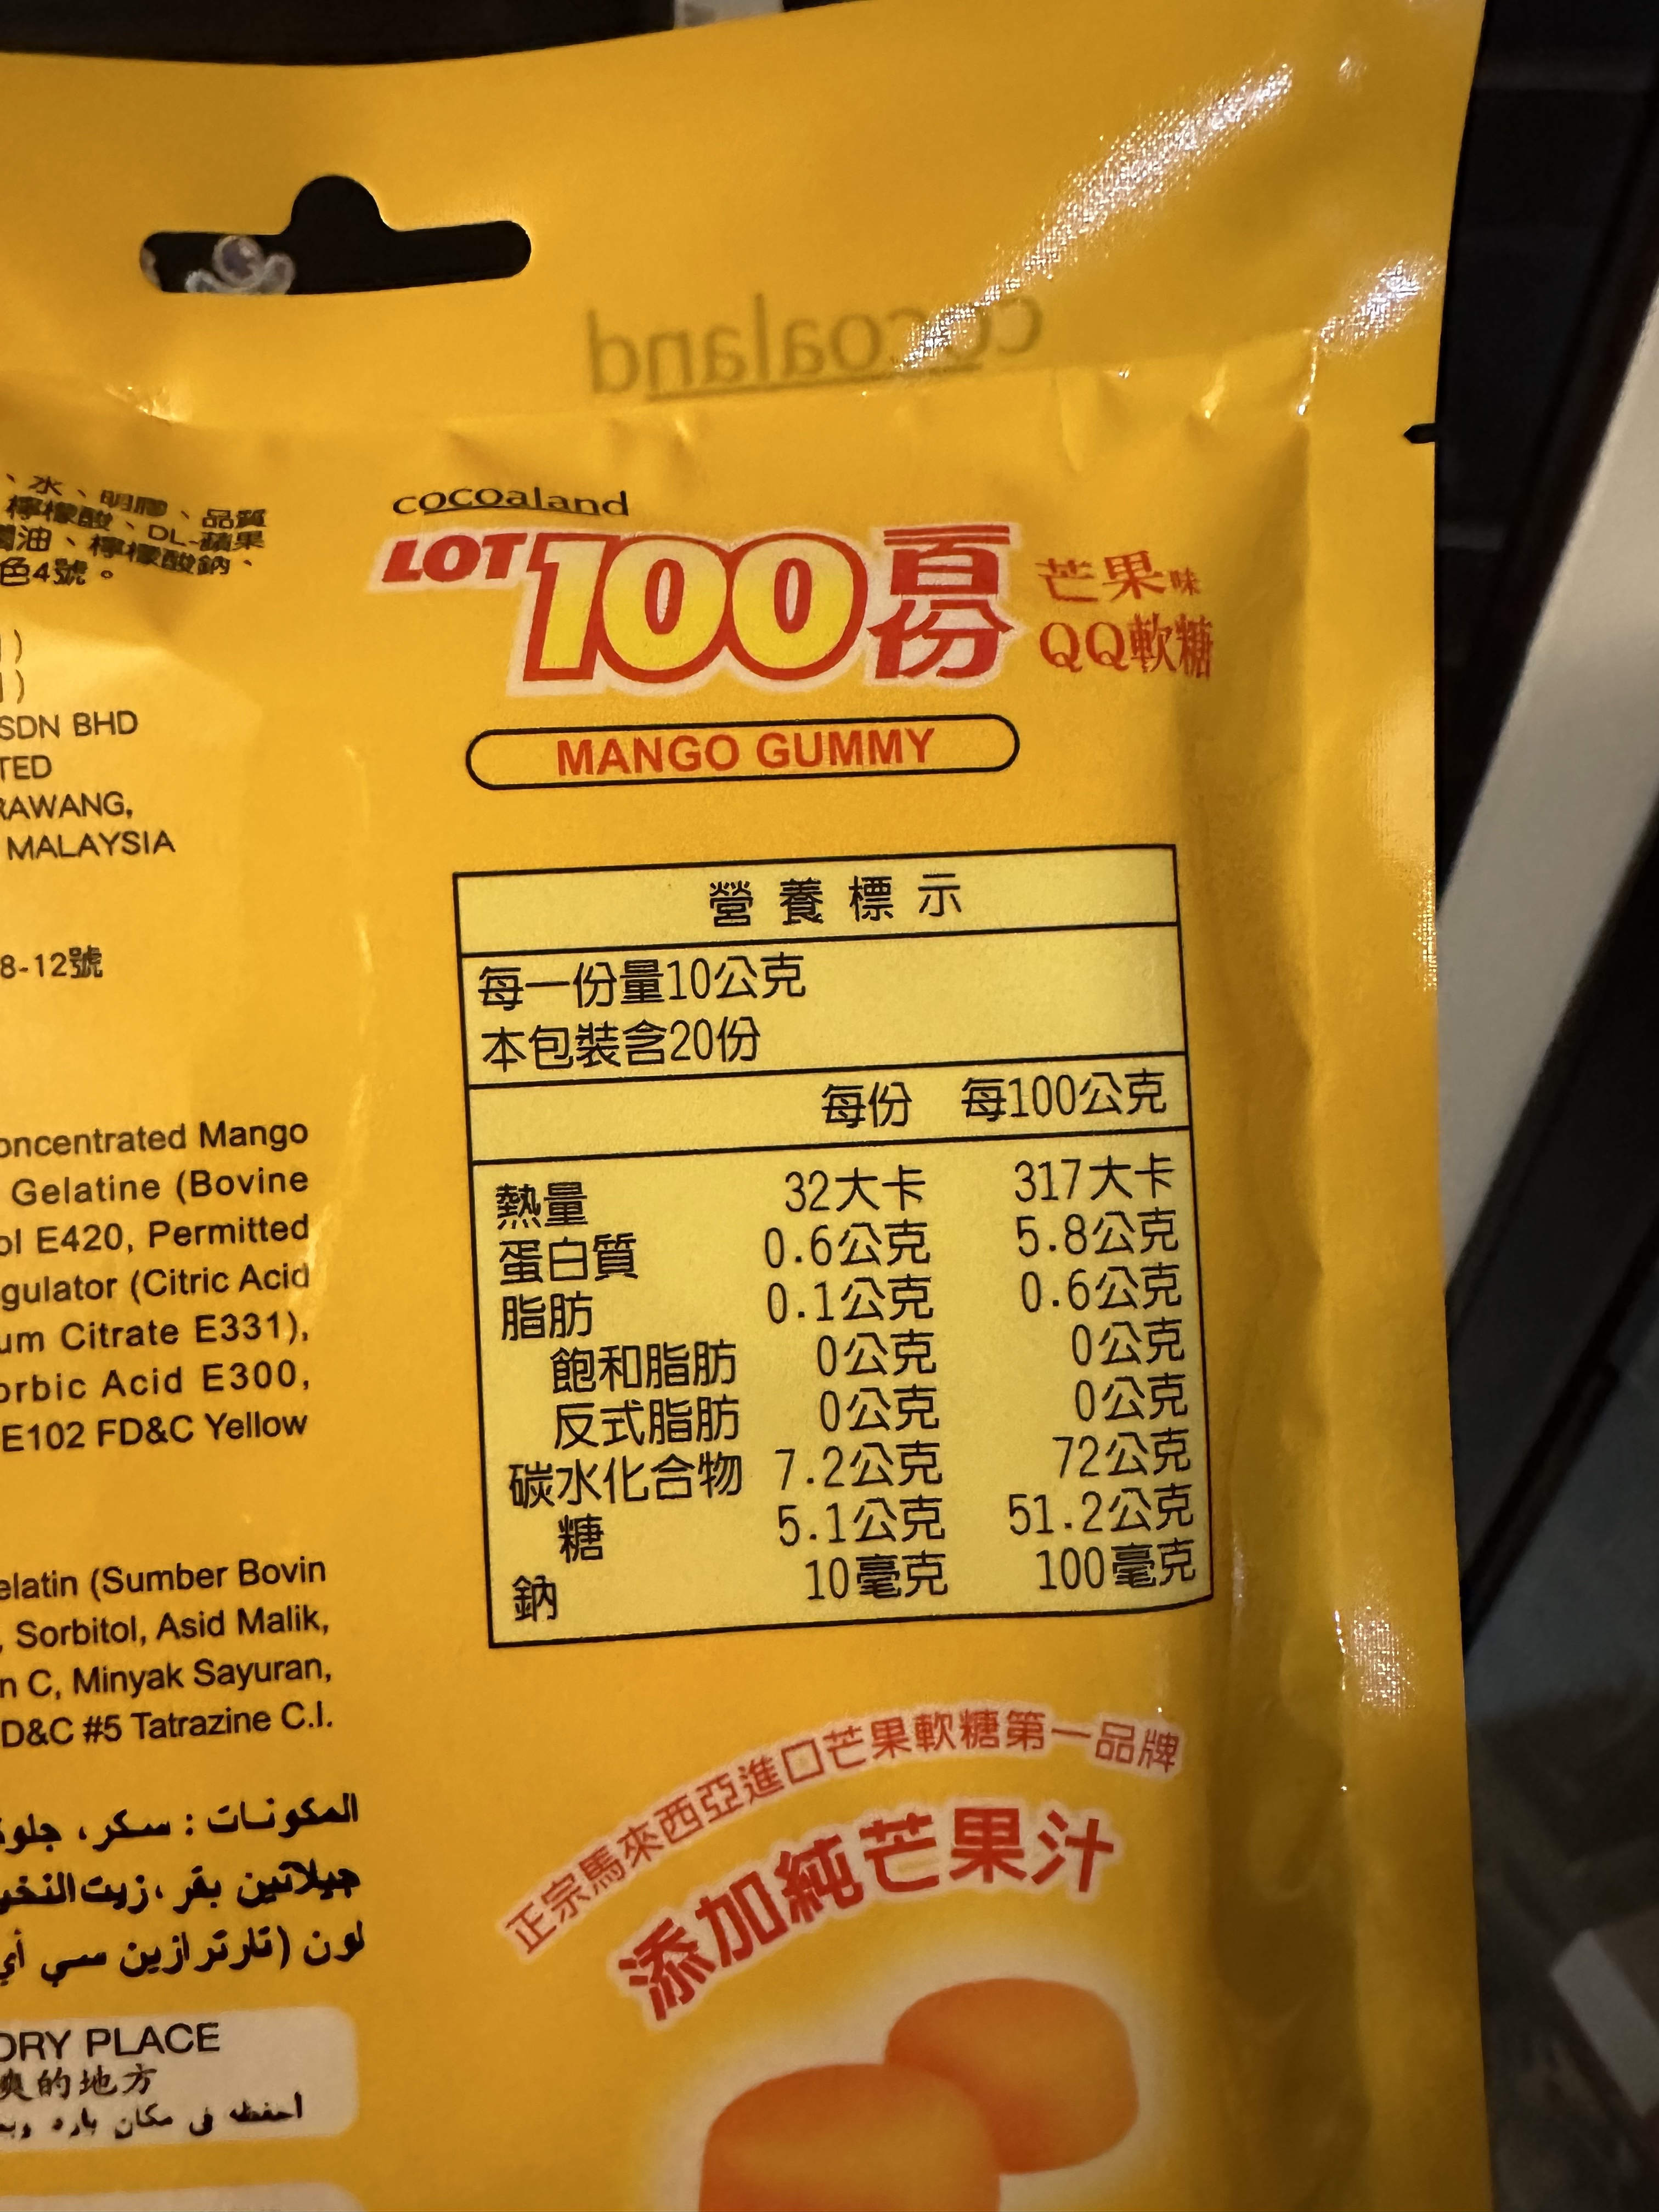 cocoaland
、水、明膠、品質
檸檬酸、DL-蘋果
油、檸檬酸鈉、
色4號。
SDN BHD
TED
RAWANG,
MALAYSIA
8-12號
oncentrated Mango
Gelatine (Bovine
ol E420, Permitted
gulator (Citric Acid
um Citrate E331),
orbic Acid E300,
E102 FD&C Yellow
elatin (Sumber Bovin
, Sorbitol, Asid Malik,
n C, Minyak Sayuran,
D&C #5 Tatrazine C.I.
المكونات : سكر، جلو
جيلاتين بقر ،زيت النخ
لون (تارترازين سي أي
DRY PLACE
爽的地方
احفظه في مكان بارد و
cocoaland
LOT 100 百份 芒果味
QQ軟糖
MANGO GUMMY
營養標示
每一份量10公克
本包裝含20份
每份 每100公克
熱量 32大卡 317大卡
蛋白質 0.6公克 5.8公克
脂肪 0.1公克 0.6公克
飽和脂肪 0公克 0公克
反式脂肪 0公克 0公克
碳水化合物 7.2公克 72公克
糖 5.1公克 51.2公克
鈉 10毫克 100毫克
正宗馬來西亞進口芒果軟糖第一品牌
添加純芒果汁